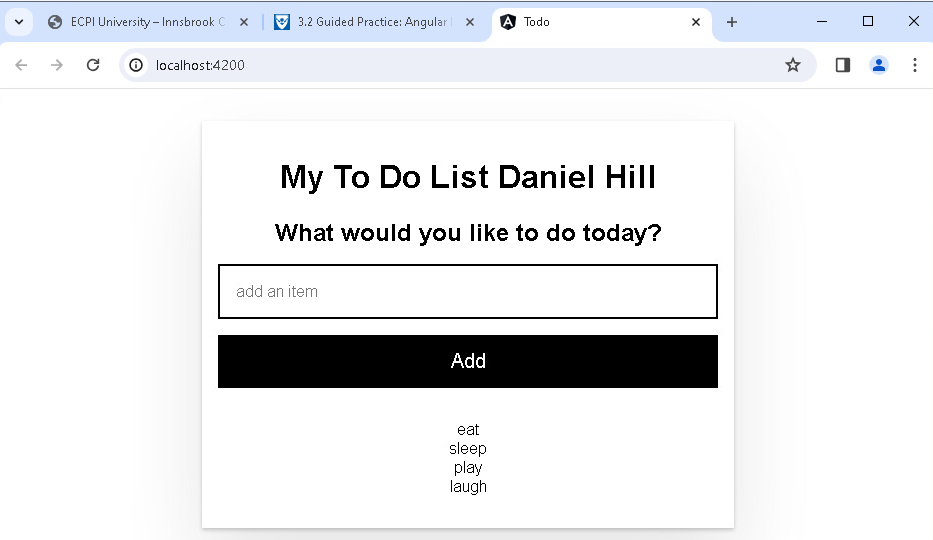 ECPI University – Innsbrook C
3.2 Guided Practice: Angular
Todo
localhost:4200
My To Do List Daniel Hill
What would you like to do today?
add an item
Add
eat
sleep
play
laugh